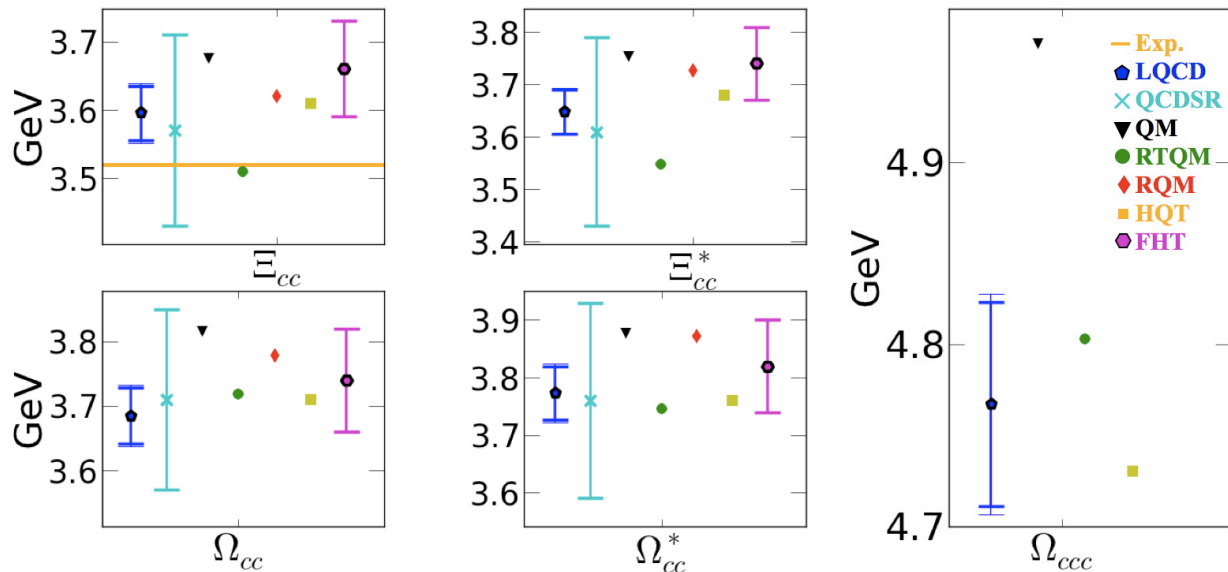 GeV
3.7
3.6
3.5
Ξcc
3.8
3.7
3.6
3.5
3.4
Ξ*cc
GeV
3.8
3.7
3.6
Ωcc
3.9
3.8
3.7
3.6
Ω*cc
GeV
4.9
4.8
4.7
Ωccc
Exp.
LQCD
QCDSR
QM
RTQM
RQM
HQT
FHT